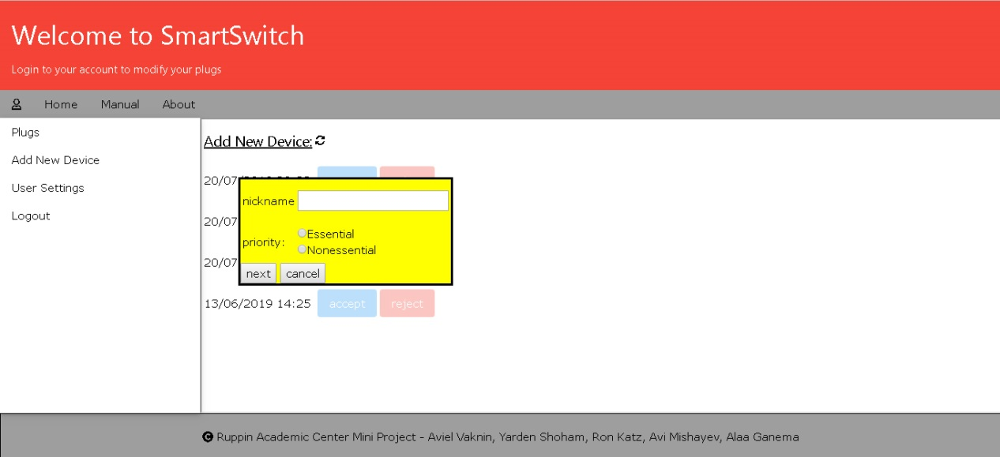 Welcome to SmartSwitch
Login to your account to modify your plugs
Home Manual About
Plugs
Add New Device
User Settings
Logout
Add New Device:
20/07
nickname
20/07
priority: Essential
Nonessential
20/07
next cancel
13/06/2019 14:25 accept reject
Ruppin Academic Center Mini Project - Aviel Vaknin, Yarden Shoham, Ron Katz, Avi Mishayev, Alaa Ganema